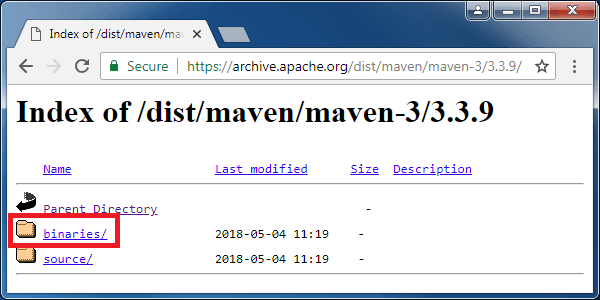 Index of /dist/maven/mav
Secure https://archive.apache.org/dist/maven/maven-3/3.3.9/
Index of /dist/maven/maven-3/3.3.9
Name Last modified Size Description
Parent Directory -
binaries/ 2018-05-04 11:19 -
source/ 2018-05-04 11:19 -